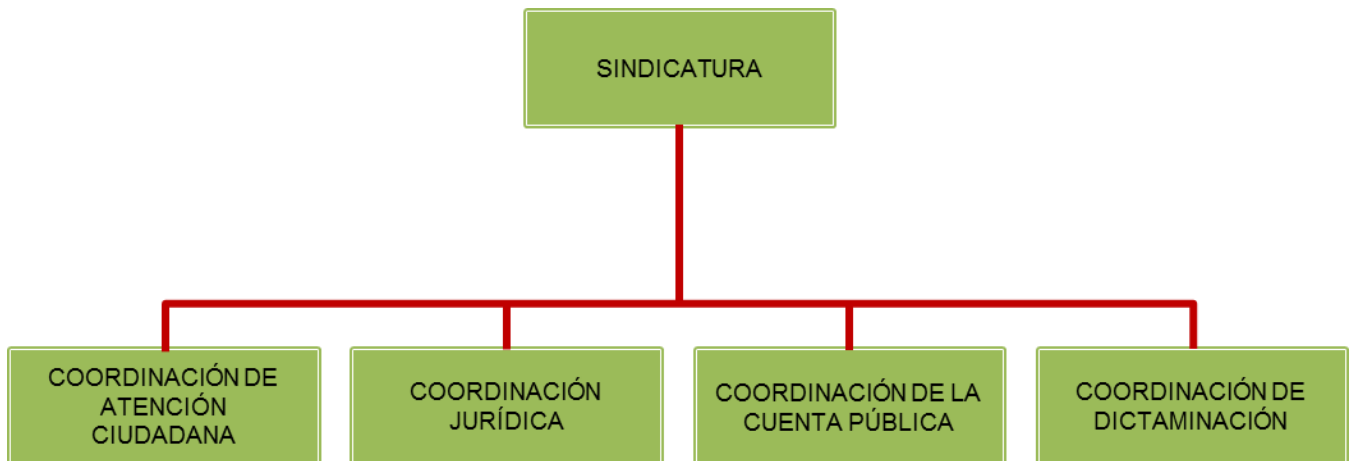 SINDICATURA
COORDINACIÓN DE
ATENCIÓN
CIUDADANA
COORDINACIÓN
JURÍDICA
COORDINACIÓN DE LA
CUENTA PÚBLICA
COORDINACIÓN DE
DICTAMINACIÓN